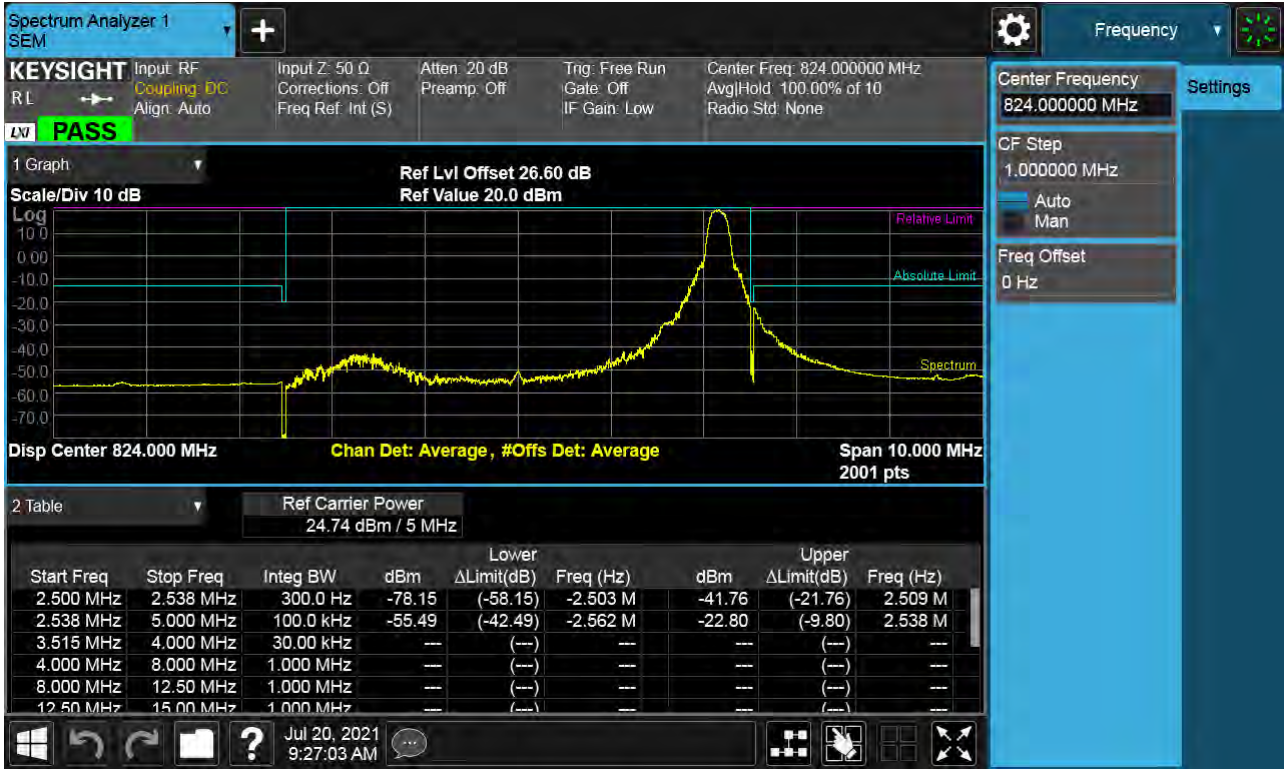 Spectrum Analyzer 1
SEM
Frequency
KEYSIGHT
RL
LXI
PASS
Input: RF
Coupling: DC
Align: Auto
Input Z: 50 Ω
Corrections: Off
Freq Ref: Int (S)
Atten: 20 dB
Preamp: Off
Trig: Free Run
Gate: Off
IF Gain: Low
Center Freq: 824.000000 MHz
Avg|Hold: 100.00% of 10
Radio Std: None
Center Frequency
824.000000 MHz
Settings
CF Step
1.000000 MHz
Auto
Man
Freq Offset
0 Hz
1 Graph
Scale/Div 10 dB
Ref Lvl Offset 26.60 dB
Ref Value 20.0 dBm
Log
10.0
0.00
-10.0
-20.0
-30.0
-40.0
-50.0
-60.0
-70.0
Relative Limit
Absolute Limit
Spectrum
Disp Center 824.000 MHz
Chan Det: Average, #Offs Det: Average
Span 10.000 MHz
2001 pts
2 Table
Ref Carrier Power
24.74 dBm / 5 MHz
Lower Upper
Start Freq Stop Freq Integ BW dBm ΔLimit(dB) Freq (Hz) dBm ΔLimit(dB) Freq (Hz)
2.500 MHz 2.538 MHz 300.0 Hz -78.15 (-58.15) -2.503 M -41.76 (-21.76) 2.509 M
2.538 MHz 5.000 MHz 100.0 kHz -55.49 (-42.49) -2.562 M -22.80 (-9.80) 2.538 M
3.515 MHz 4.000 MHz 30.00 kHz --- (---) --- --- (---) ---
4.000 MHz 8.000 MHz 1.000 MHz --- (---) --- --- (---) ---
8.000 MHz 12.50 MHz 1.000 MHz --- (---) --- --- (---) ---
12.50 MHz 15.00 MHz 1.000 MHz --- (---) --- --- (---) ---
?
Jul 20, 2021
9:27:03 AM